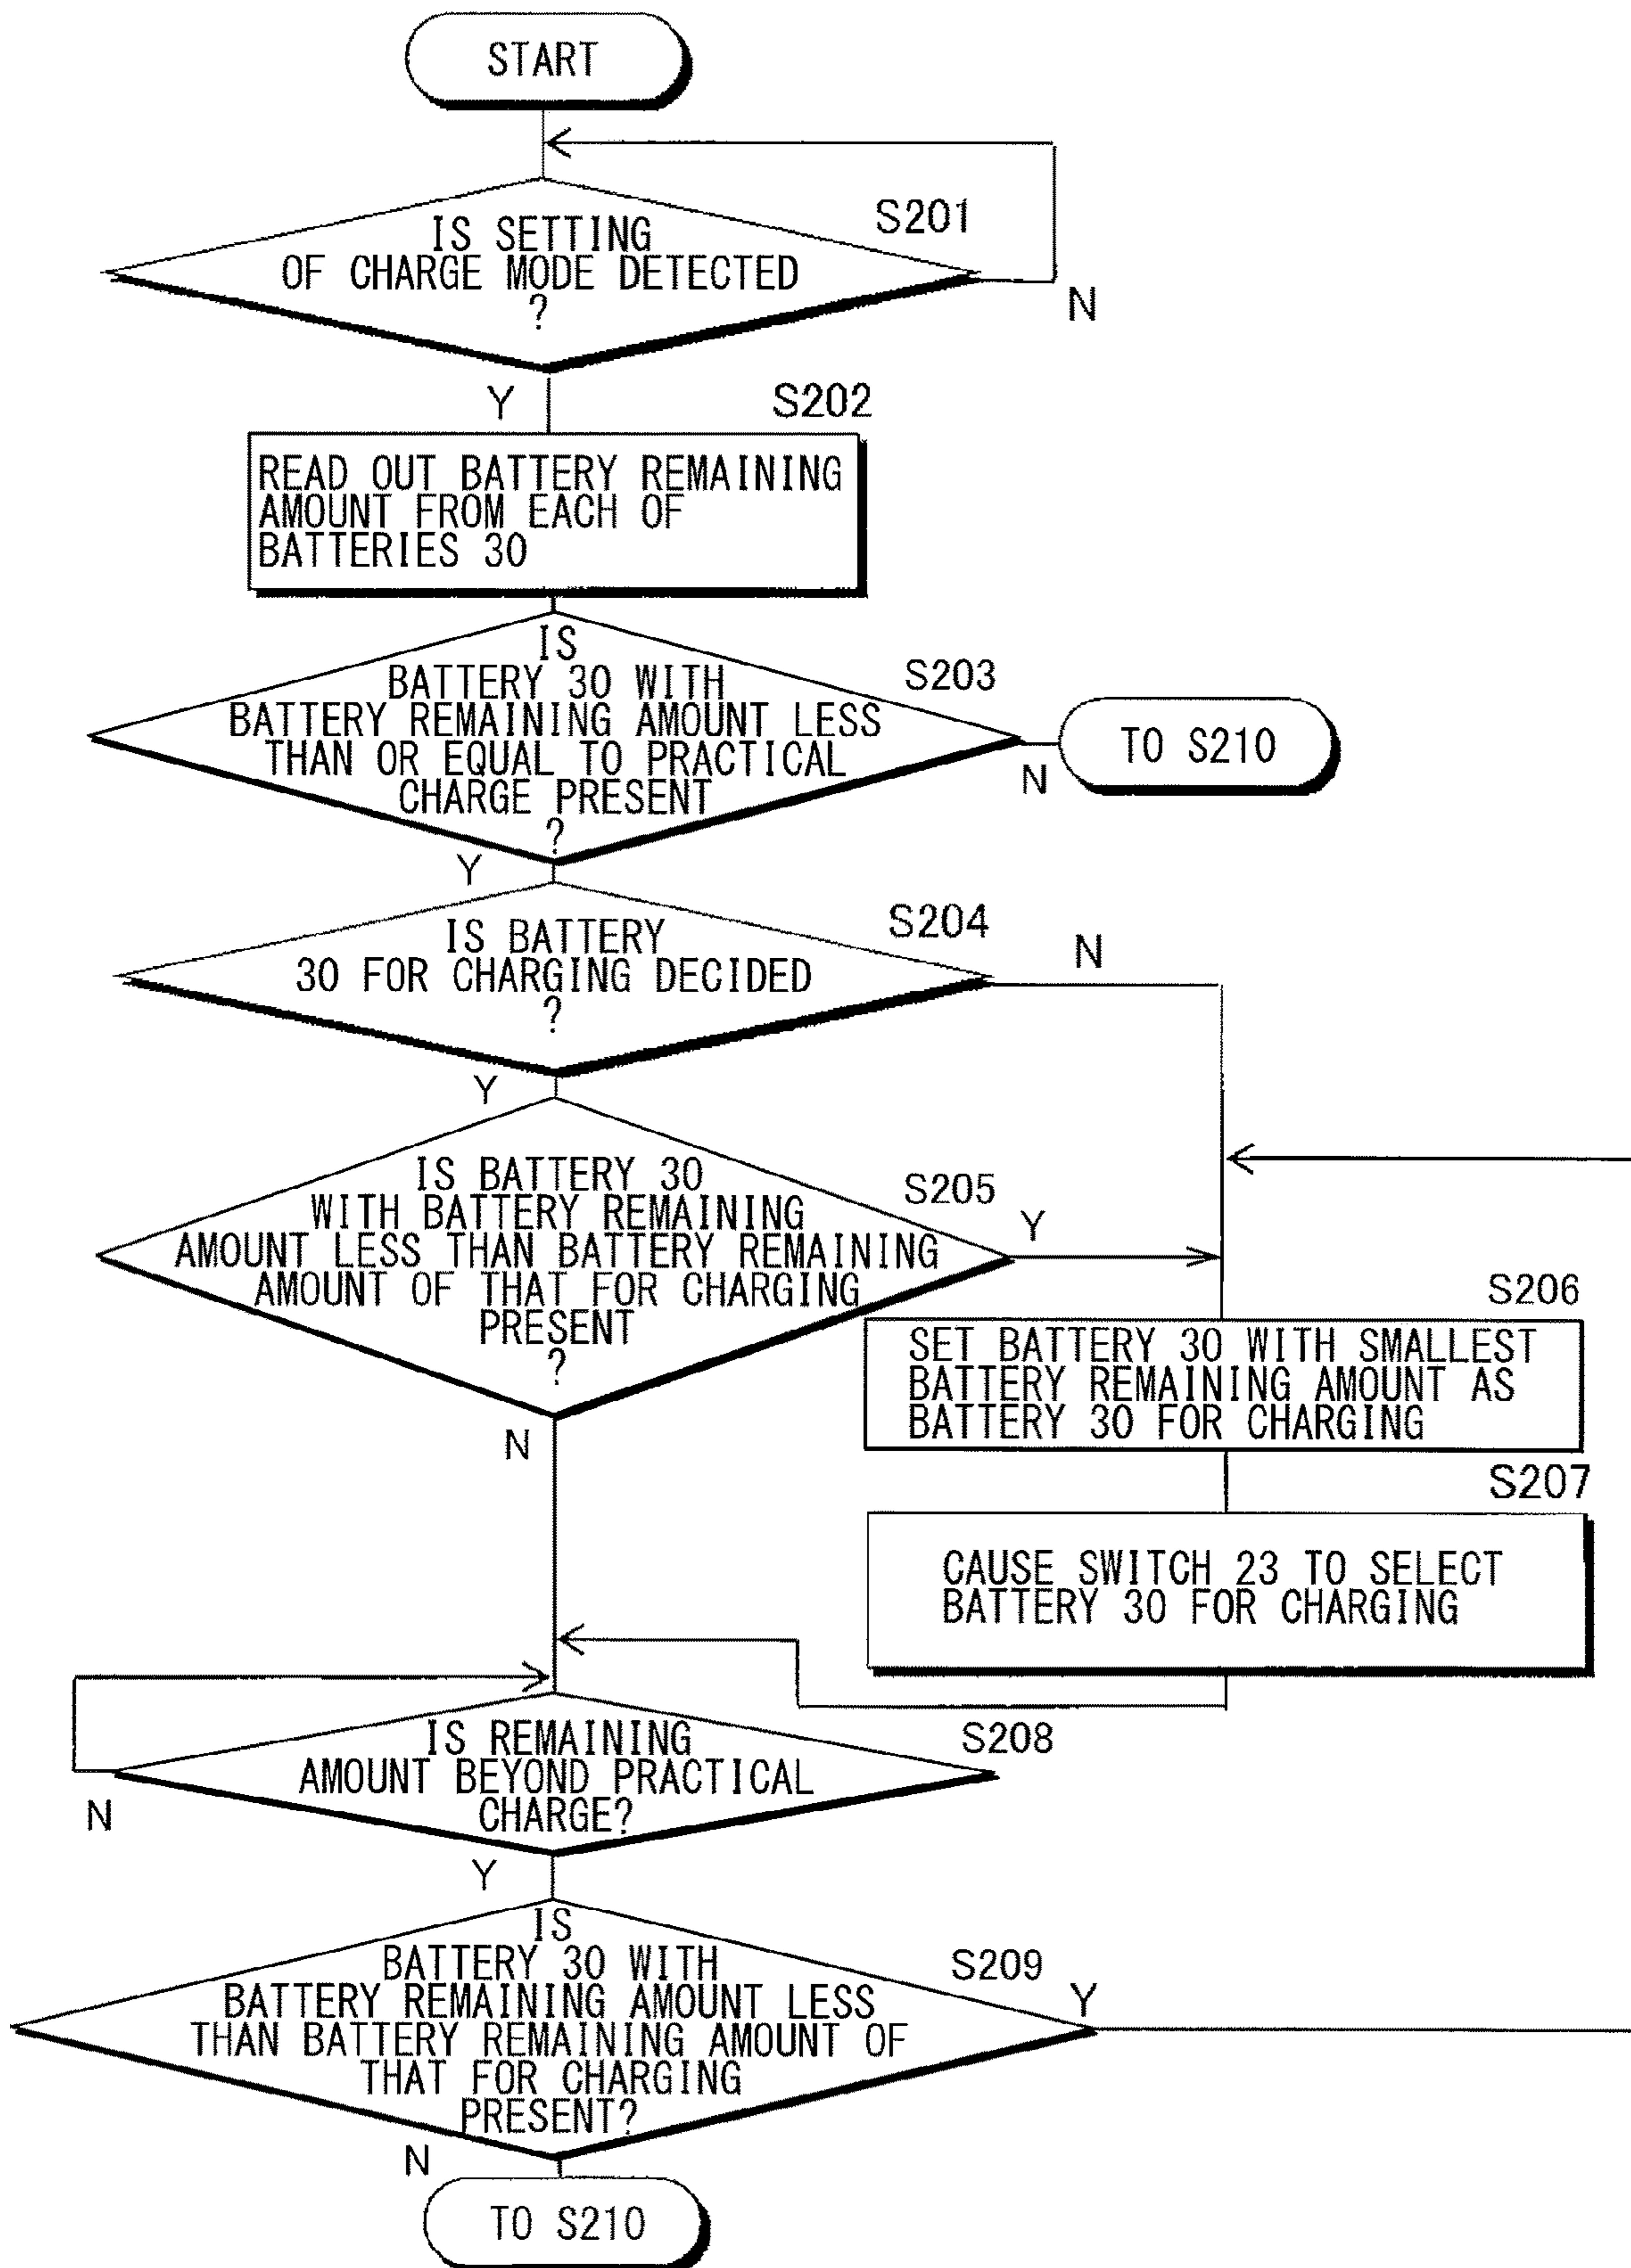 START
S201
IS SETTING
OF CHARGE MODE DETECTED
?
N
Y
S202
READ OUT BATTERY REMAINING
AMOUNT FROM EACH OF
BATTERIES 30
IS
BATTERY 30 WITH
BATTERY REMAINING AMOUNT LESS
THAN OR EQUAL TO PRACTICAL
CHARGE PRESENT
?
S203
N
TO S210
Y
IS BATTERY
30 FOR CHARGING DECIDED
?
S204
N
Y
IS BATTERY 30
WITH BATTERY REMAINING
AMOUNT LESS THAN BATTERY REMAINING
AMOUNT OF THAT FOR CHARGING
PRESENT
?
S205
Y
N
S206
SET BATTERY 30 WITH SMALLEST
BATTERY REMAINING AMOUNT AS
BATTERY 30 FOR CHARGING
S207
CAUSE SWITCH 23 TO SELECT
BATTERY 30 FOR CHARGING
IS REMAINING
AMOUNT BEYOND PRACTICAL
CHARGE?
S208
N
Y
IS
BATTERY 30 WITH
BATTERY REMAINING AMOUNT LESS
THAN BATTERY REMAINING AMOUNT OF
THAT FOR CHARGING
PRESENT?
S209
Y
N
TO S210